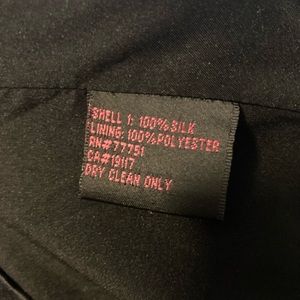 SHELL 1: 100% SILK
LINING: 100% POLYESTER
RN#77751
CA#19117
DRY CLEAN ONLY